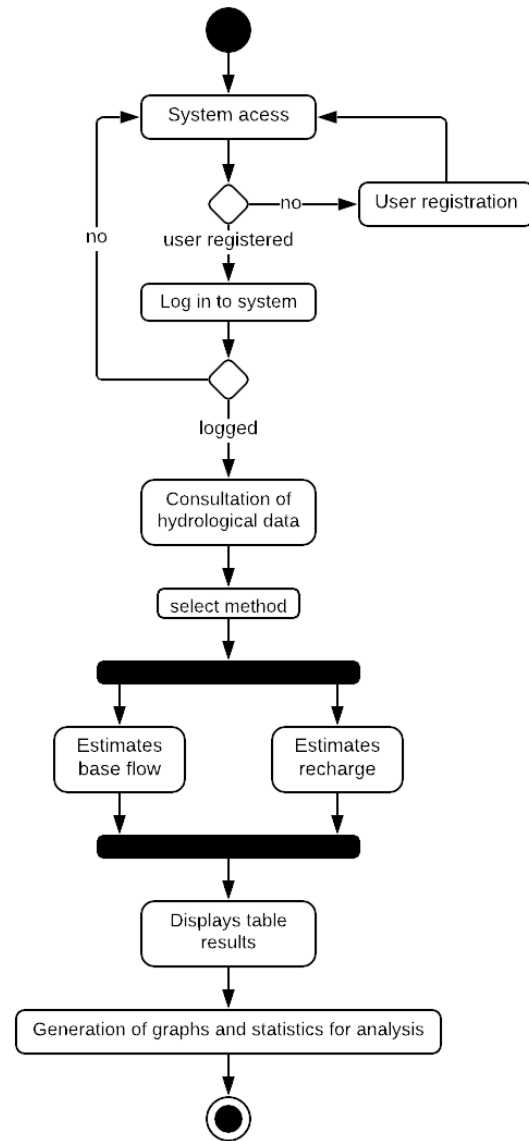 System acess
no
User registration
no
user registered
Log in to system
logged
Consultation of
hydrological data
select method
Estimates
base flow
Estimates
recharge
Displays table
results
Generation of graphs and statistics for analysis